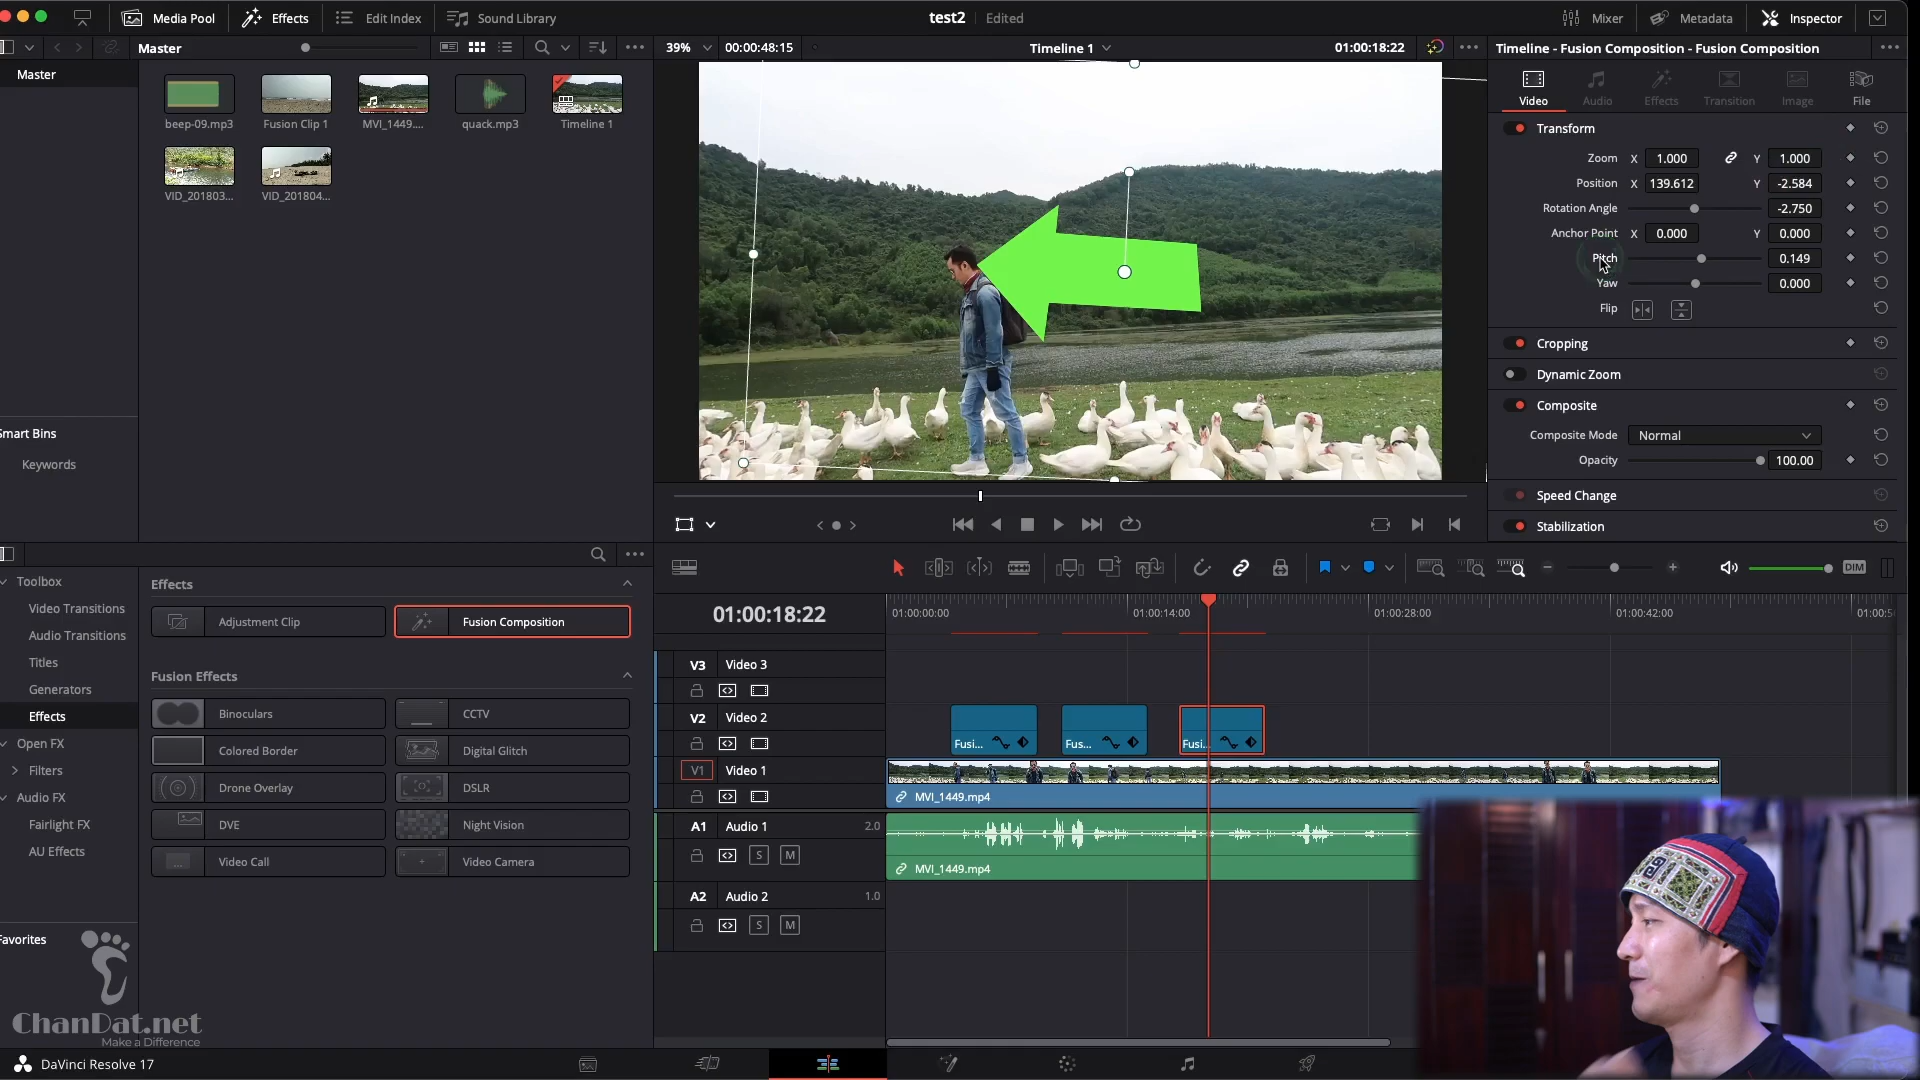 Media Pool
Effects
Edit Index
Sound Library
test2
Edited
Mixer
Metadata
Inspector
Master
39%
00:00:48:15
Timeline 1
01:00:18:22
Timeline - Fusion Composition - Fusion Composition
Master
beep-09.mp3
Fusion Clip 1
MVI_1449....
quack.mp3
Timeline 1
VID_201803...
VID_201804...
Smart Bins
Keywords
Video
Audio
Effects
Transition
Image
File
Transform
Zoom X 1.000 Y 1.000
Position X 139.612 Y -2.584
Rotation Angle -2.750
Anchor Point X 0.000 Y 0.000
Pitch 0.149
Yaw 0.000
Flip
Cropping
Dynamic Zoom
Composite
Composite Mode Normal
Opacity 100.00
Speed Change
Stabilization
Toolbox
Video Transitions
Audio Transitions
Titles
Generators
Effects
Open FX
Filters
Audio FX
Fairlight FX
AU Effects
Favorites
Effects
Adjustment Clip
Fusion Composition
Fusion Effects
Binoculars
CCTV
Colored Border
Digital Glitch
Drone Overlay
DSLR
DVE
Night Vision
Video Call
Video Camera
DIM
01:00:18:22
01:00:00:00
01:00:14:00
01:00:28:00
01:00:42:00
V3 Video 3
V2 Video 2
Fusi...
Fus...
Fusi...
V1 Video 1
MVI_1449.mp4
A1 Audio 1 2.0
S M
MVI_1449.mp4
A2 Audio 2 1.0
S M
ChanDat.net
Make a Difference
DaVinci Resolve 17